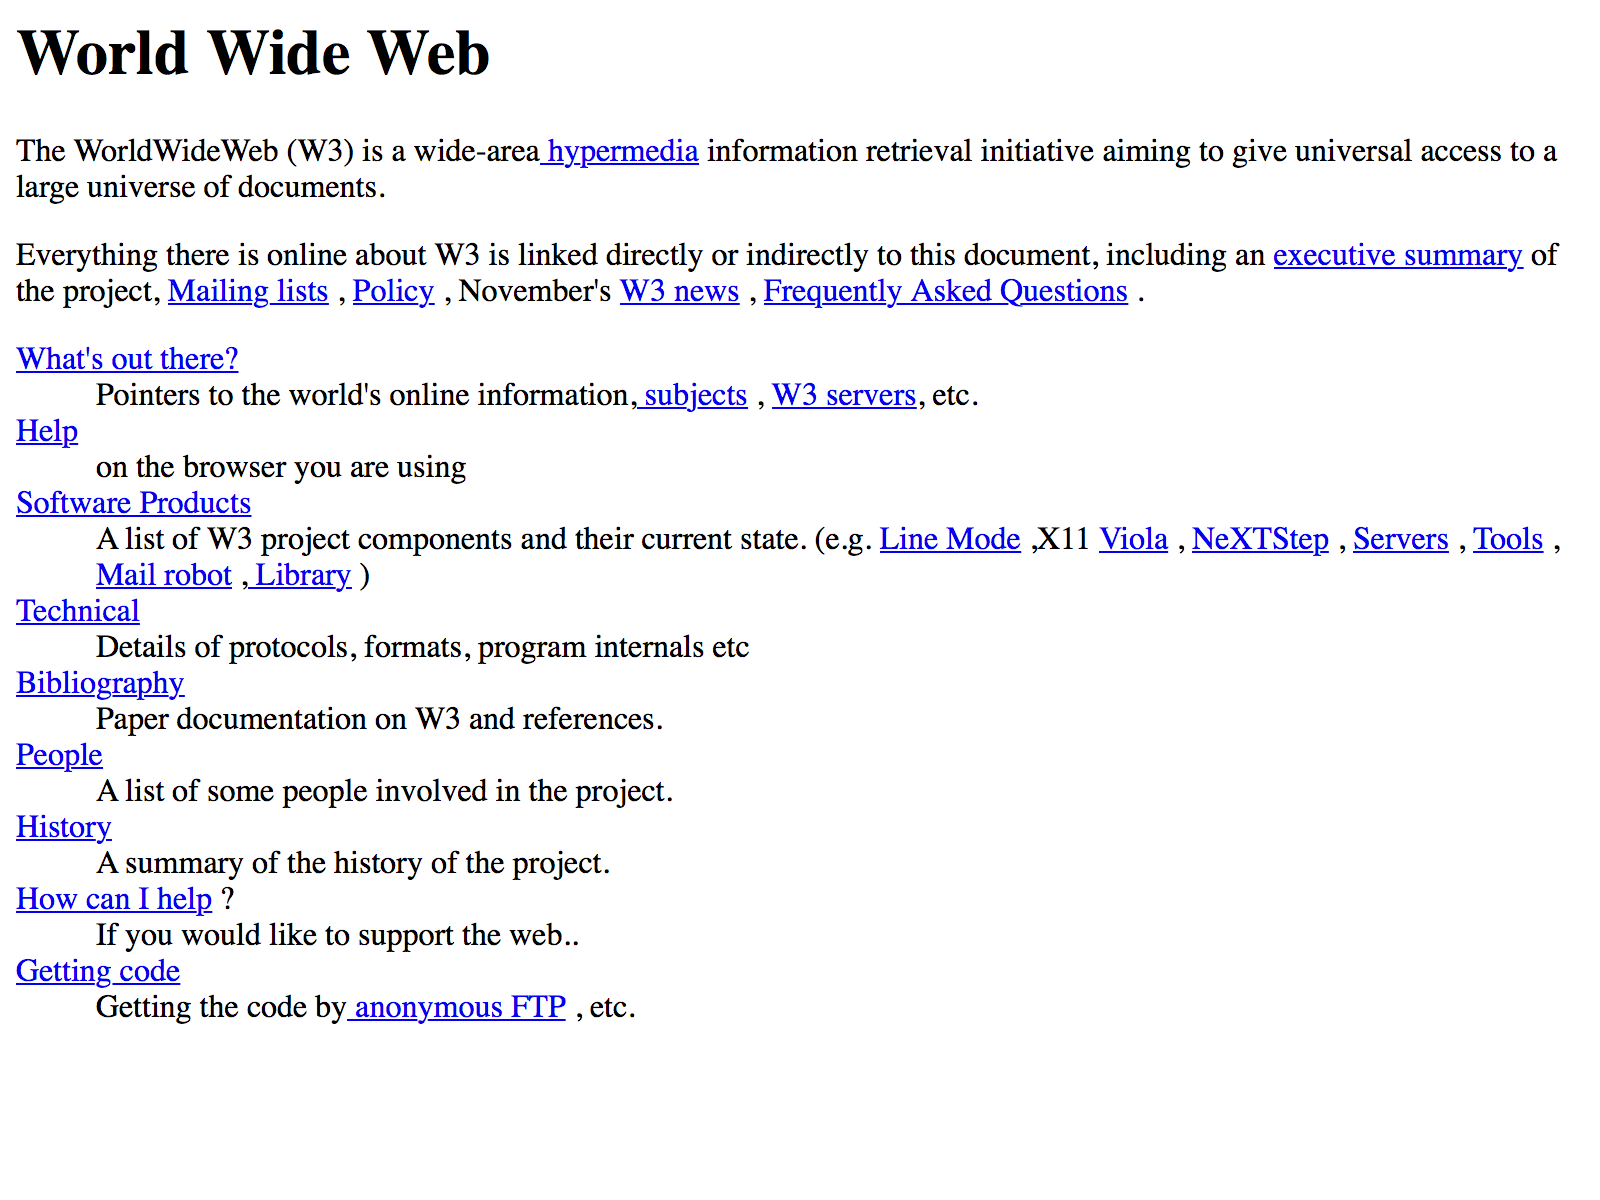 World Wide Web
The WorldWideWeb (W3) is a wide-area hypermedia information retrieval initiative aiming to give universal access to a
large universe of documents.
Everything there is online about W3 is linked directly or indirectly to this document, including an executive summary of
the project, Mailing lists , Policy , November's W3 news , Frequently Asked Questions .
What's out there?
Pointers to the world's online information, subjects , W3 servers, etc.
Help
on the browser you are using
Software Products
A list of W3 project components and their current state. (e.g. Line Mode ,X11 Viola , NeXTStep , Servers , Tools ,
Mail robot , Library )
Technical
Details of protocols, formats, program internals etc
Bibliography
Paper documentation on W3 and references.
People
A list of some people involved in the project.
History
A summary of the history of the project.
How can I help ?
If you would like to support the web..
Getting code
Getting the code by anonymous FTP , etc.